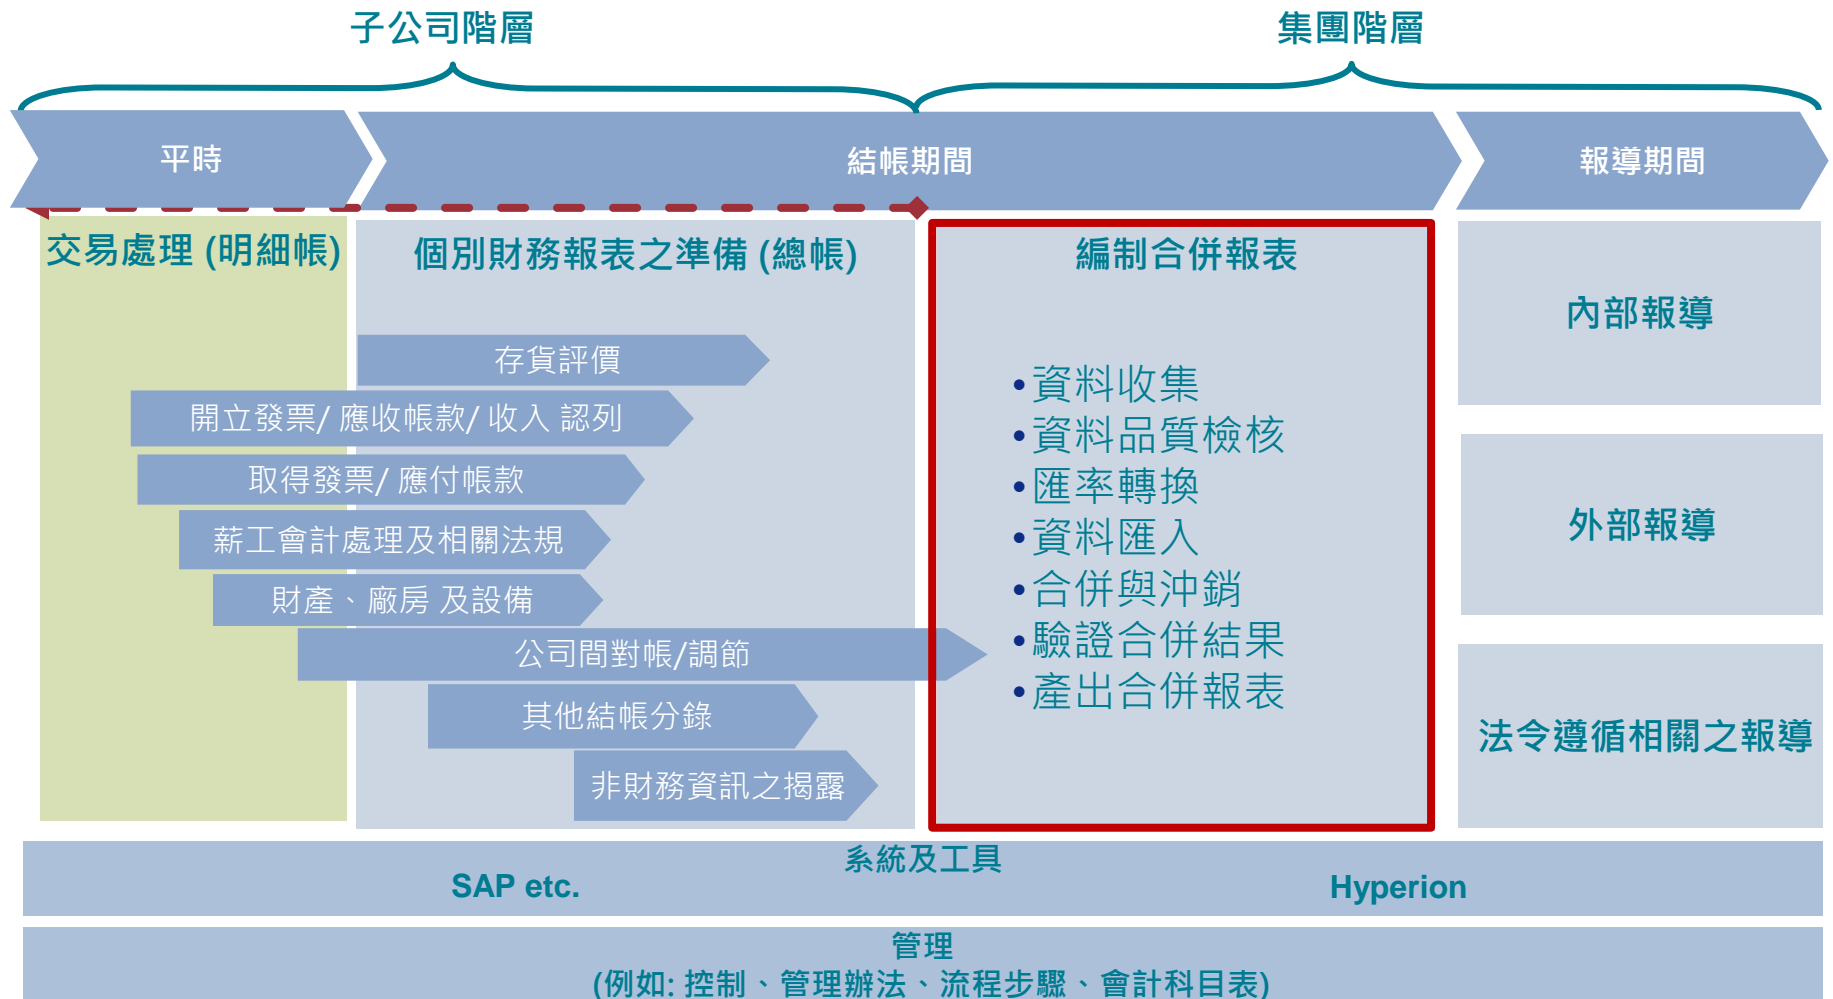 子公司階層
集團階層
平時
結帳期間
報導期間
交易處理 (明細帳)
個別財務報表之準備 (總帳)
編制合併報表
存貨評價
開立發票/ 應收帳款/ 收入 認列
取得發票/ 應付帳款
薪工會計處理及相關法規
財產、廠房 及設備
公司間對帳/調節
其他結帳分錄
非財務資訊之揭露
•資料收集
•資料品質檢核
•匯率轉換
•資料匯入
•合併與沖銷
•驗證合併結果
•產出合併報表
內部報導
外部報導
法令遵循相關之報導
系統及工具
SAP etc.
Hyperion
管理
(例如: 控制、管理辦法、流程步驟、會計科目表)